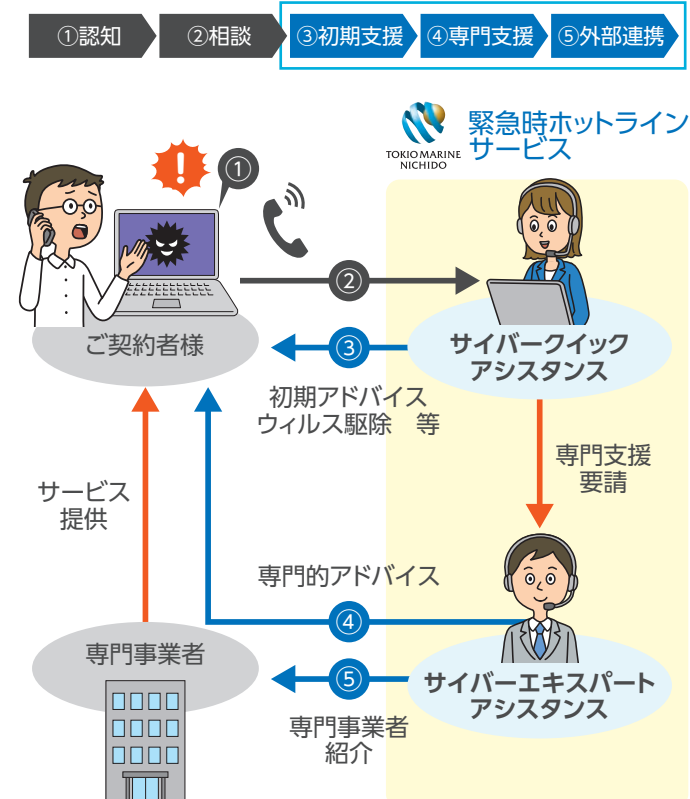 ①認知
②相談
③初期支援
④専門支援
⑤外部連携
TOKIO MARINE
NICHIDO
緊急時ホットライン
サービス
①
②
ご契約者様
③
サイバークイック
アシスタンス
初期アドバイス
ウィルス駆除　等
専門支援
要請
サービス
提供
専門的アドバイス
④
専門事業者
⑤
サイバーエキスパート
アシスタンス
専門事業者
紹介